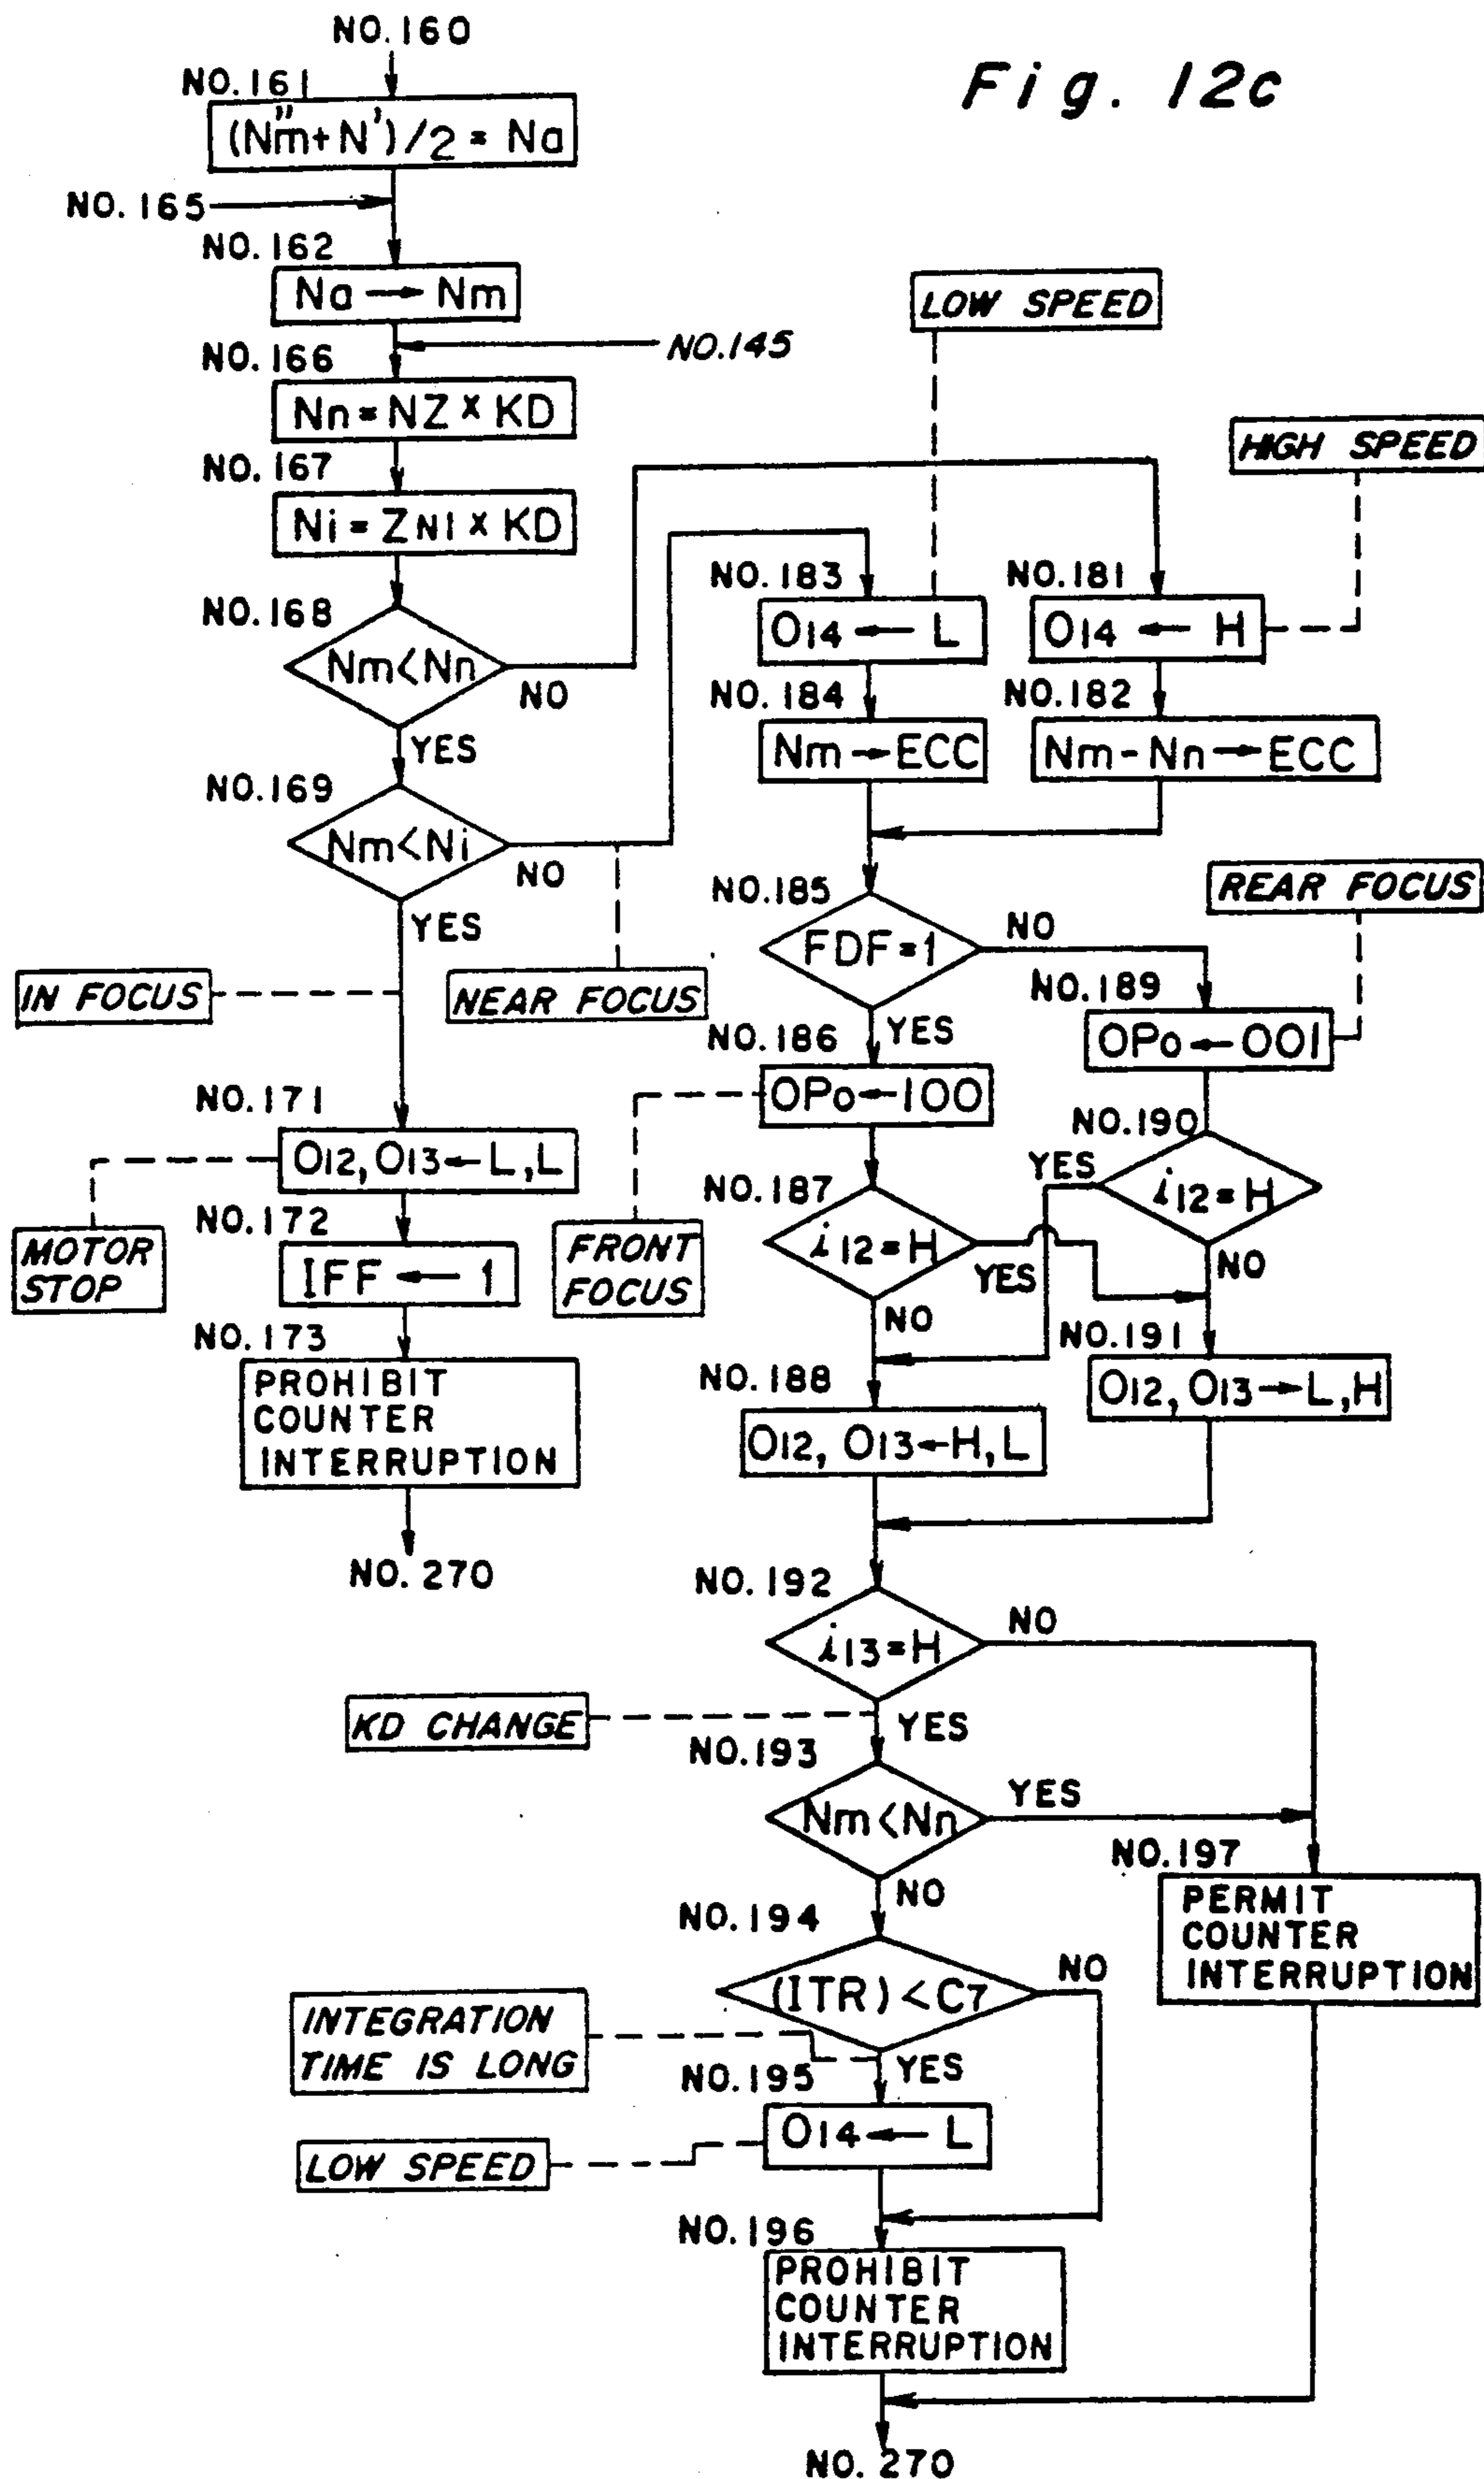 Fig. 12c
NO.160
NO.161
(Nm"+N')/2=Na
NO.165
NO.162
Na→Nm
NO.145
NO.166
Nn=NZ×KD
NO.167
Ni=ZNI×KD
NO.168
Nm<Nn
NO
YES
NO.169
Nm<Ni
NO
YES
IN FOCUS
NEAR FOCUS
NO.171
O12,O13←L,L
MOTOR
STOP
NO.172
IFF←1
NO.173
PROHIBIT
COUNTER
INTERRUPTION
NO.270
LOW SPEED
HIGH SPEED
NO.183
O14←L
NO.181
O14←H
NO.184
Nm→ECC
NO.182
Nm-Nn→ECC
NO.185
FDF=1
NO
YES
REAR FOCUS
NO.189
OPo←001
NO.186
OPo←100
FRONT
FOCUS
NO.190
i12=H
YES
NO
NO.187
i12=H
YES
NO
NO.191
O12,O13→L,H
NO.188
O12,O13←H,L
NO.192
i13=H
NO
YES
KD CHANGE
NO.193
Nm<Nn
YES
NO
NO.197
PERMIT
COUNTER
INTERRUPTION
NO.194
(ITR)<C7
NO
YES
INTEGRATION
TIME IS LONG
NO.195
O14←L
LOW SPEED
NO.196
PROHIBIT
COUNTER
INTERRUPTION
NO.270